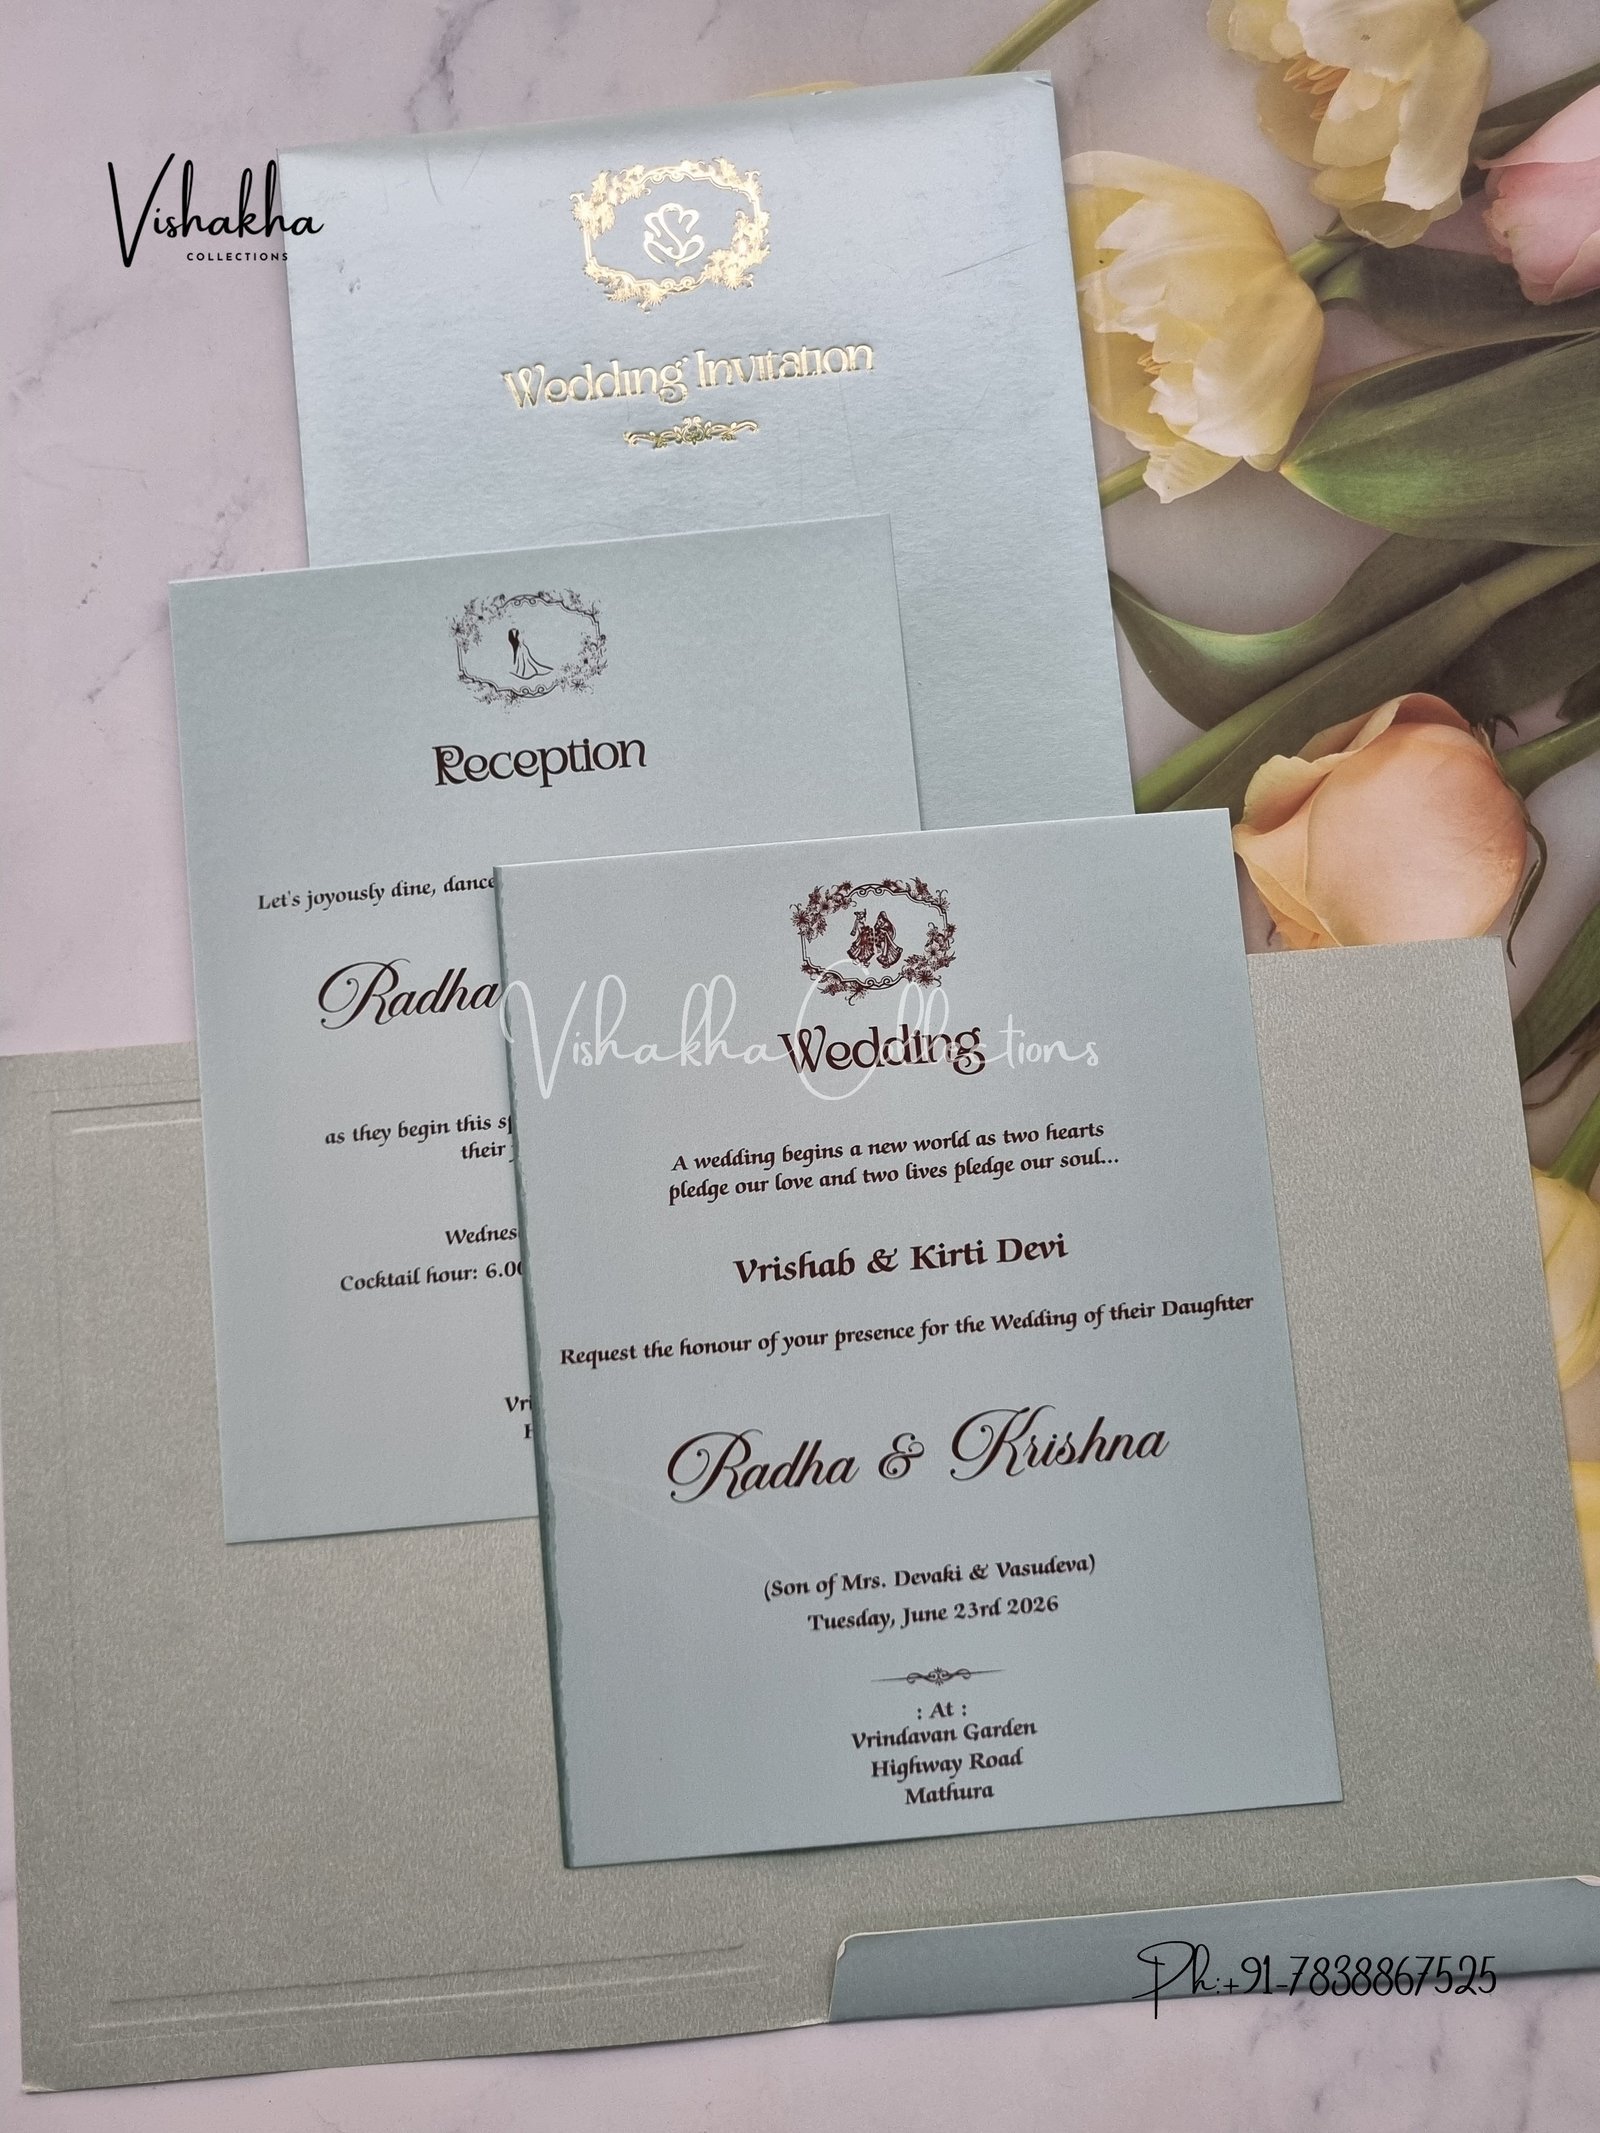 Vishakha
COLLECTIONS
Wedding Invitation
Reception
Let's joyously dine, dance
Radha
as they begin this
their
Cocktail hour: 6.00
Wedding
Vishakha Collections
A wedding begins a new world as two hearts
pledge our love and two lives pledge our soul...
Vrishab & Kirti Devi
Request the honour of your presence for the Wedding of their Daughter
Radha & Krishna
(Son of Mrs. Devaki & Vasudeva)
Tuesday, June 23rd 2026
: At :
Vrindavan Garden
Highway Road
Mathura
Ph:+91-7838867525